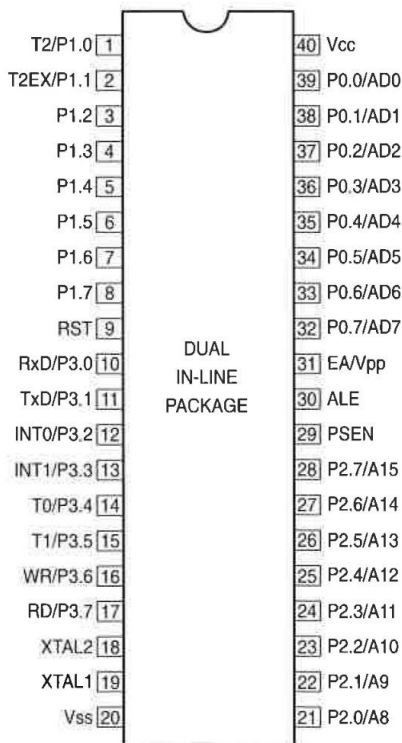 T2/P1.0 1 40 Vcc
T2EX/P1.1 2 39 P0.0/AD0
P1.2 3 38 P0.1/AD1
P1.3 4 37 P0.2/AD2
P1.4 5 36 P0.3/AD3
P1.5 6 35 P0.4/AD4
P1.6 7 34 P0.5/AD5
P1.7 8 33 P0.6/AD6
RST 9 32 P0.7/AD7
RxD/P3.0 10 31 EA/Vpp
TxD/P3.1 11 30 ALE
INT0/P3.2 12 29 PSEN
INT1/P3.3 13 28 P2.7/A15
T0/P3.4 14 27 P2.6/A14
T1/P3.5 15 26 P2.5/A13
WR/P3.6 16 25 P2.4/A12
RD/P3.7 17 24 P2.3/A11
XTAL2 18 23 P2.2/A10
XTAL1 19 22 P2.1/A9
Vss 20 21 P2.0/A8
DUAL
IN-LINE
PACKAGE